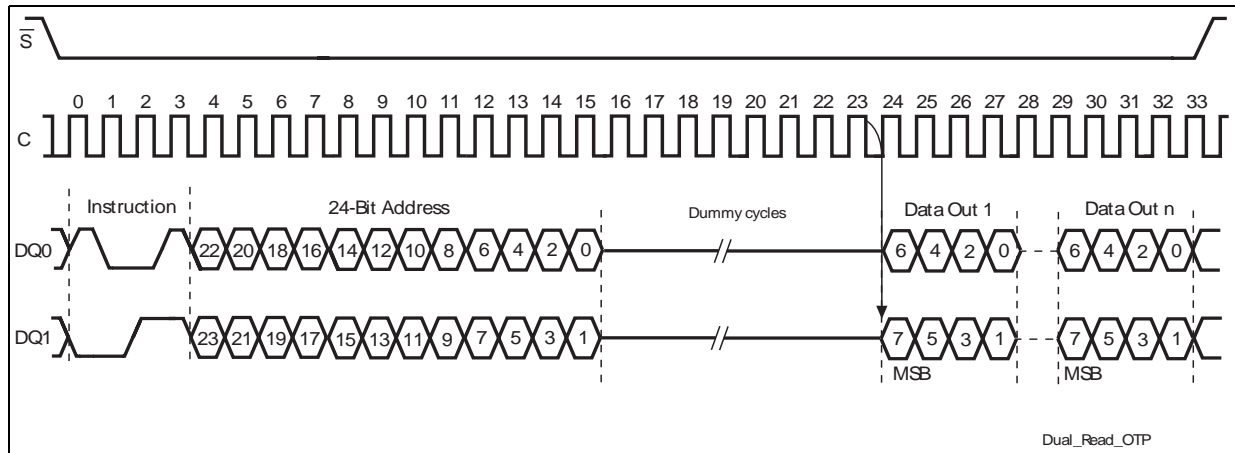 S
0 1 2 3 4 5 6 7 8 9 10 11 12 13 14 15 16 17 18 19 20 21 22 23 24 25 26 27 28 29 30 31 32 33
C
Instruction 24-Bit Address Dummy cycles Data Out 1 Data Out n
DQ0 22 20 18 16 14 12 10 8 6 4 2 0 6 4 2 0 6 4 2 0
DQ1 23 21 19 17 15 13 11 9 7 5 3 1 7 5 3 1 7 5 3 1
MSB MSB
Dual_Read_OTP